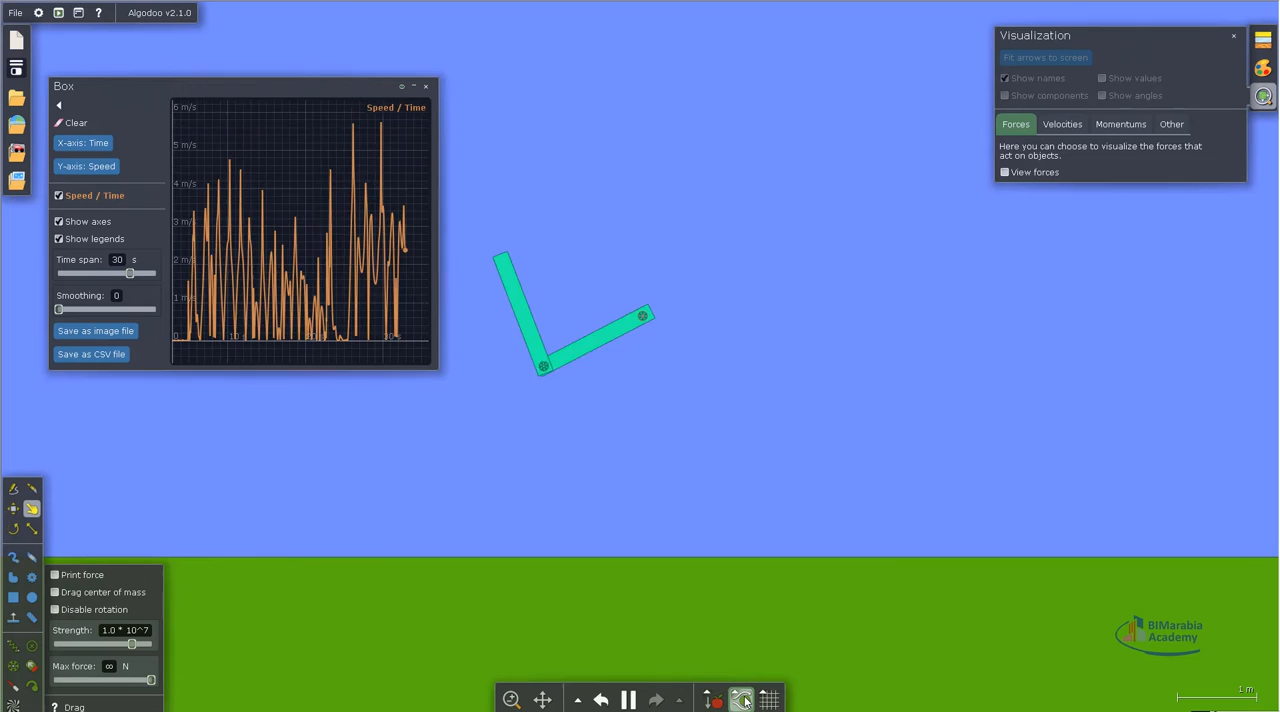 File
?
Algodoo v2.1.0
Box
Clear
X-axis: Time
Y-axis: Speed
Speed / Time
Show axes
Show legends
Time span: 30 s
Smoothing: 0
Save as image file
Save as CSV file
Speed / Time
6 m/s
5 m/s
4 m/s
3 m/s
2 m/s
1 m/s
0
Visualization
Fit arrows to screen
Show names
Show values
Show components
Show angles
Forces
Velocities
Momentums
Other
Here you can choose to visualize the forces that
act on objects.
View forces
Print force
Drag center of mass
Disable rotation
Strength: 1.0 * 10^7
Max force: ∞ N
? Drag
BIMarabia
Academy
1 m